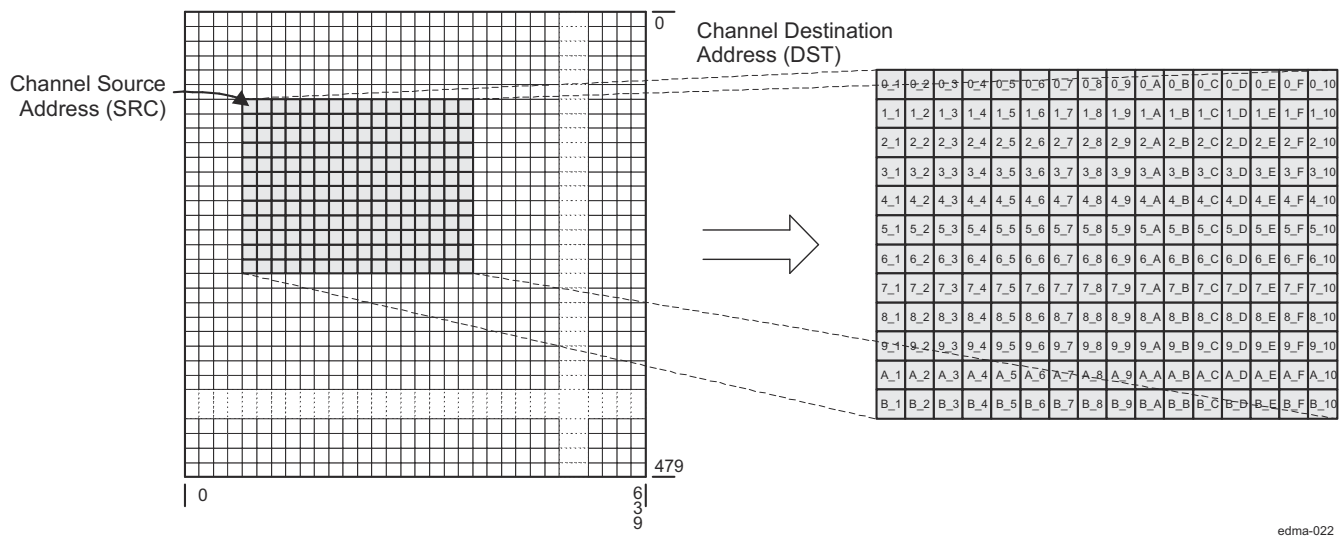 0
Channel Destination
Address (DST)
Channel Source
Address (SRC)
0_1 0_2 0_3 0_4 0_5 0_6 0_7 0_8 0_9 0_A 0_B 0_C 0_D 0_E 0_F 0_10
1_1 1_2 1_3 1_4 1_5 1_6 1_7 1_8 1_9 1_A 1_B 1_C 1_D 1_E 1_F 1_10
2_1 2_2 2_3 2_4 2_5 2_6 2_7 2_8 2_9 2_A 2_B 2_C 2_D 2_E 2_F 2_10
3_1 3_2 3_3 3_4 3_5 3_6 3_7 3_8 3_9 3_A 3_B 3_C 3_D 3_E 3_F 3_10
4_1 4_2 4_3 4_4 4_5 4_6 4_7 4_8 4_9 4_A 4_B 4_C 4_D 4_E 4_F 4_10
5_1 5_2 5_3 5_4 5_5 5_6 5_7 5_8 5_9 5_A 5_B 5_C 5_D 5_E 5_F 5_10
6_1 6_2 6_3 6_4 6_5 6_6 6_7 6_8 6_9 6_A 6_B 6_C 6_D 6_E 6_F 6_10
7_1 7_2 7_3 7_4 7_5 7_6 7_7 7_8 7_9 7_A 7_B 7_C 7_D 7_E 7_F 7_10
8_1 8_2 8_3 8_4 8_5 8_6 8_7 8_8 8_9 8_A 8_B 8_C 8_D 8_E 8_F 8_10
9_1 9_2 9_3 9_4 9_5 9_6 9_7 9_8 9_9 9_A 9_B 9_C 9_D 9_E 9_F 9_10
A_1 A_2 A_3 A_4 A_5 A_6 A_7 A_8 A_9 A_A A_B A_C A_D A_E A_F A_10
B_1 B_2 B_3 B_4 B_5 B_6 B_7 B_8 B_9 B_A B_B B_C B_D B_E B_F B_10
479
0
6
3
9
edma-022